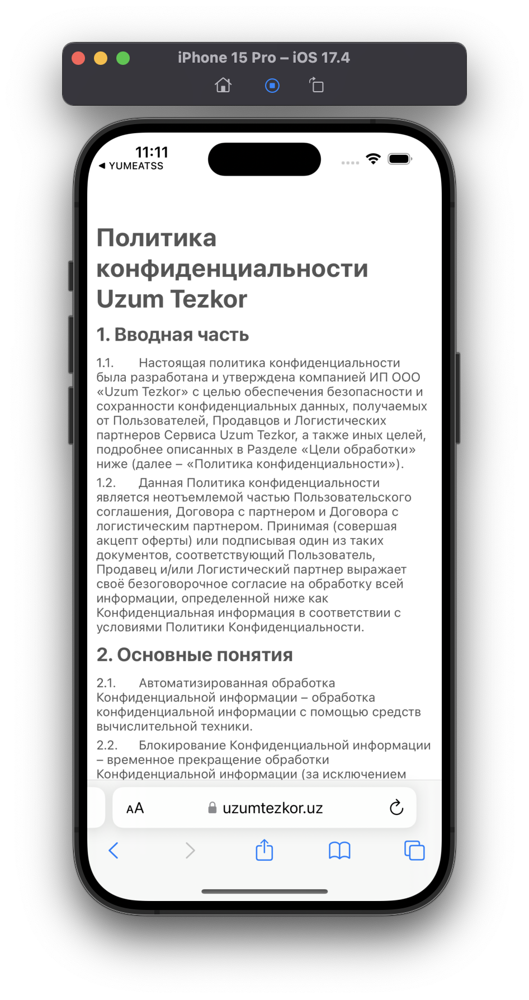 iPhone 15 Pro – iOS 17.4
11:11
◀ YUMEATSS
Политика
конфиденциальности
Uzum Tezkor
1. Вводная часть
1.1. Настоящая политика конфиденциальности
была разработана и утверждена компанией ИП ООО
«Uzum Tezkor» с целью обеспечения безопасности и
сохранности конфиденциальных данных, получаемых
от Пользователей, Продавцов и Логистических
партнеров Сервиса Uzum Tezkor, а также иных целей,
подробнее описанных в Разделе «Цели обработки»
ниже (далее – «Политика конфиденциальности»).
1.2. Данная Политика конфиденциальности
является неотъемлемой частью Пользовательского
соглашения, Договора с партнером и Договора с
логистическим партнером. Принимая (совершая
акцепт оферты) или подписывая один из таких
документов, соответствующий Пользователь,
Продавец и/или Логистический партнер выражает
своё безоговорочное согласие на обработку всей
информации, определенной ниже как
Конфиденциальная информация в соответствии с
условиями Политики Конфиденциальности.
2. Основные понятия
2.1. Автоматизированная обработка
Конфиденциальной информации – обработка
конфиденциальной информации с помощью средств
вычислительной техники.
2.2. Блокирование Конфиденциальной информации
– временное прекращение обработки
Конфиденциальной информации (за исключением
AA uzumtezkor.uz